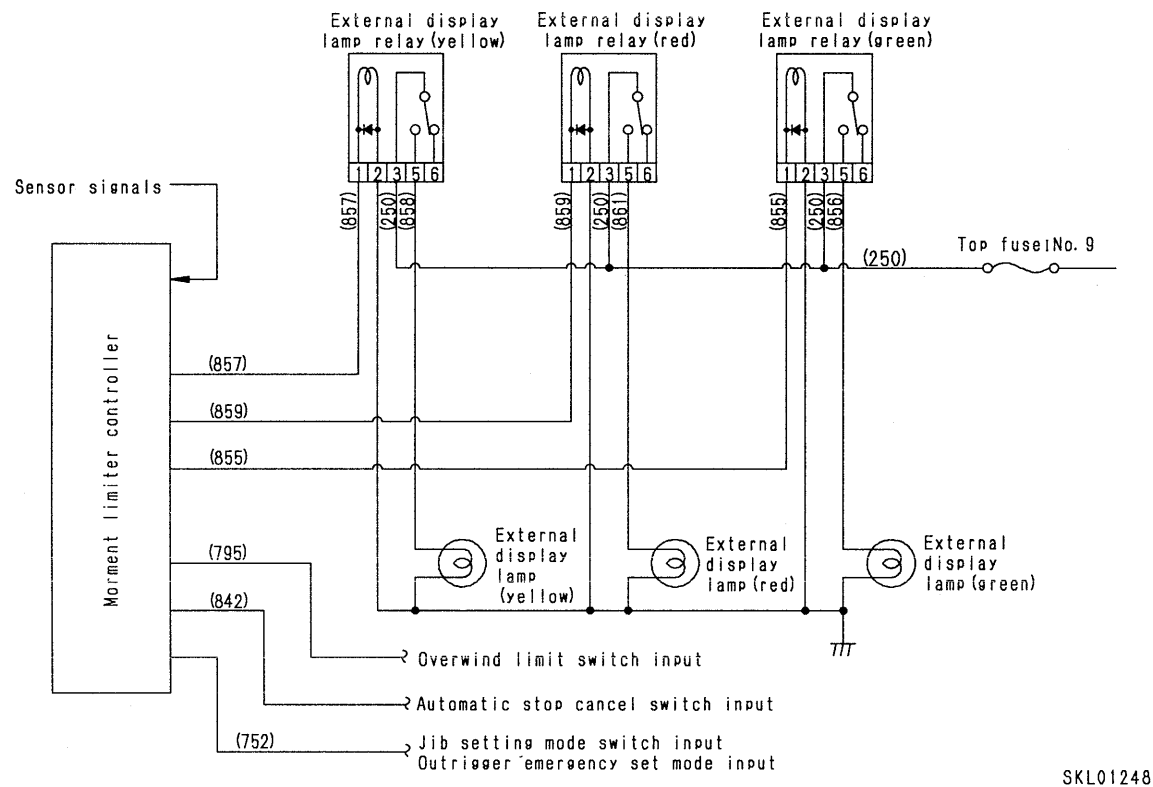 External display
lamp relay(yellow)
External display
lamp relay(red)
External display
lamp relay(green)
1 2 3 5 6
1 2 3 5 6
1 2 3 5 6
Sensor signals
(857)
(250)
(858)
(859)
(250)
(861)
(855)
(250)
(856)
Top fuse1No. 9
(250)
Morment limiter controller
(857)
(859)
(855)
(795)
(842)
(752)
External
display
lamp
(yellow)
External
display
lamp(red)
External
display
lamp(green)
Overwind limit switch input
Automatic stop cancel switch input
Jib setting mode switch input
Outrigger emergency set mode input
SKL01248